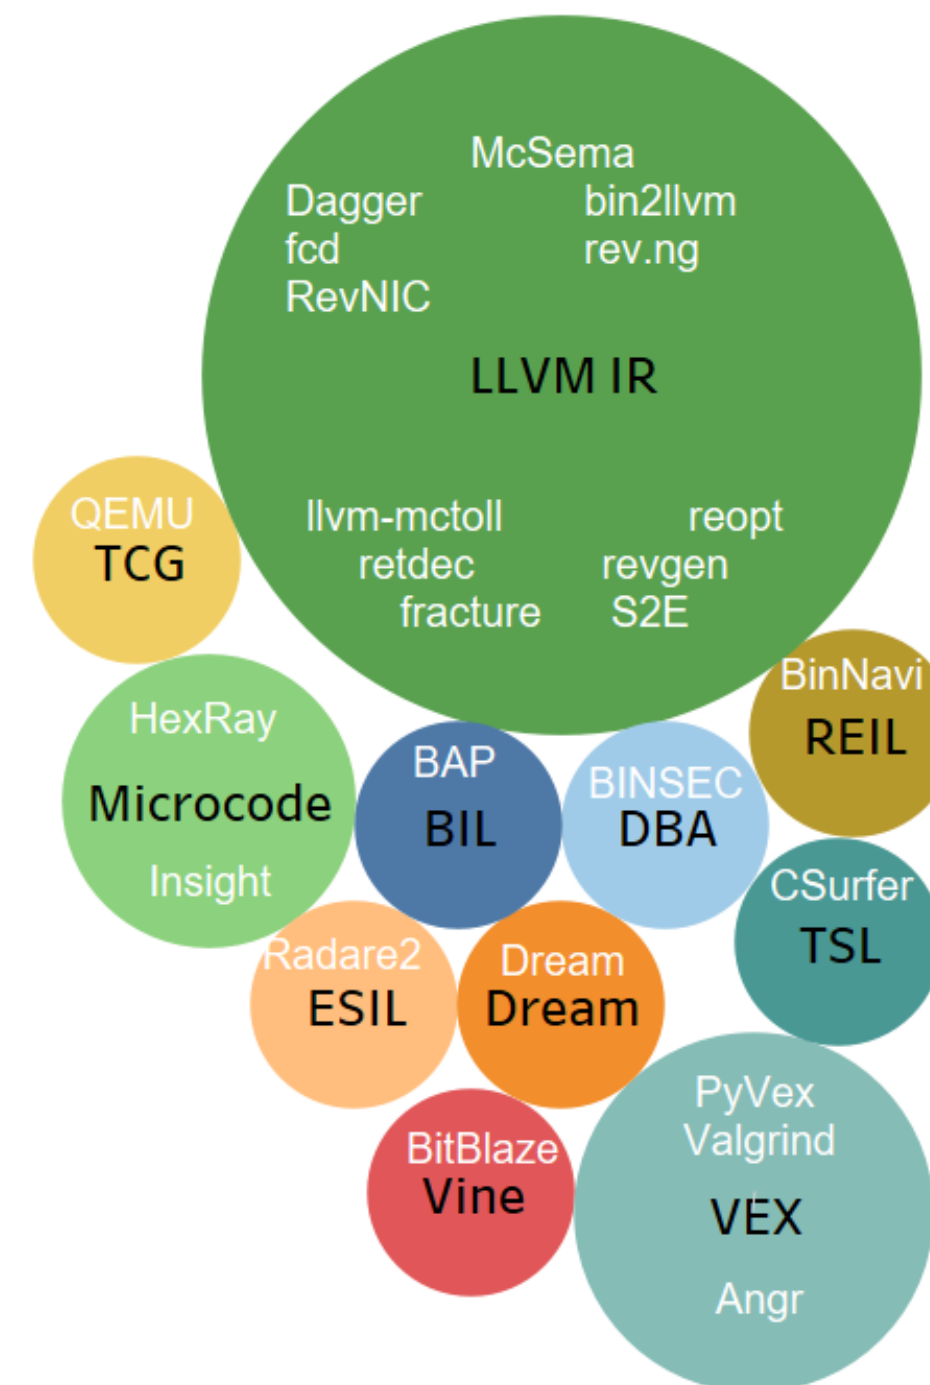 McSema
Dagger bin2llvm
fcd rev.ng
RevNIC
LLVM IR
llvm-mctoll reopt
retdec revgen
fracture S2E
QEMU
TCG
HexRay
Microcode
Insight
BAP
BIL
BINSEC
DBA
BinNavi
REIL
CSurfer
TSL
Radare2
ESIL
Dream
Dream
BitBlaze
Vine
PyVex
Valgrind
VEX
Angr